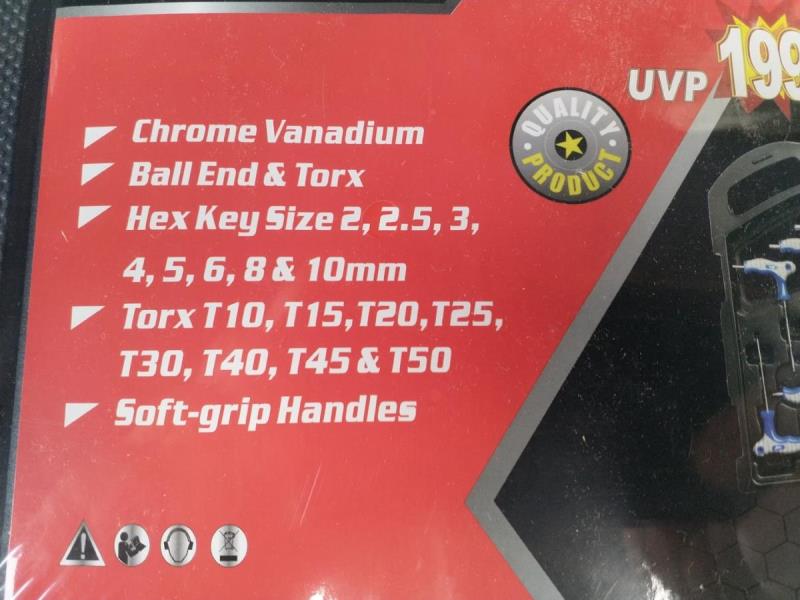 UVP 199
QUALITY
PRODUCT
Chrome Vanadium
Ball End & Torx
Hex Key Size 2, 2.5, 3,
4, 5, 6, 8 & 10mm
Torx T10, T15, T20, T25,
T30, T40, T45 & T50
Soft-grip Handles